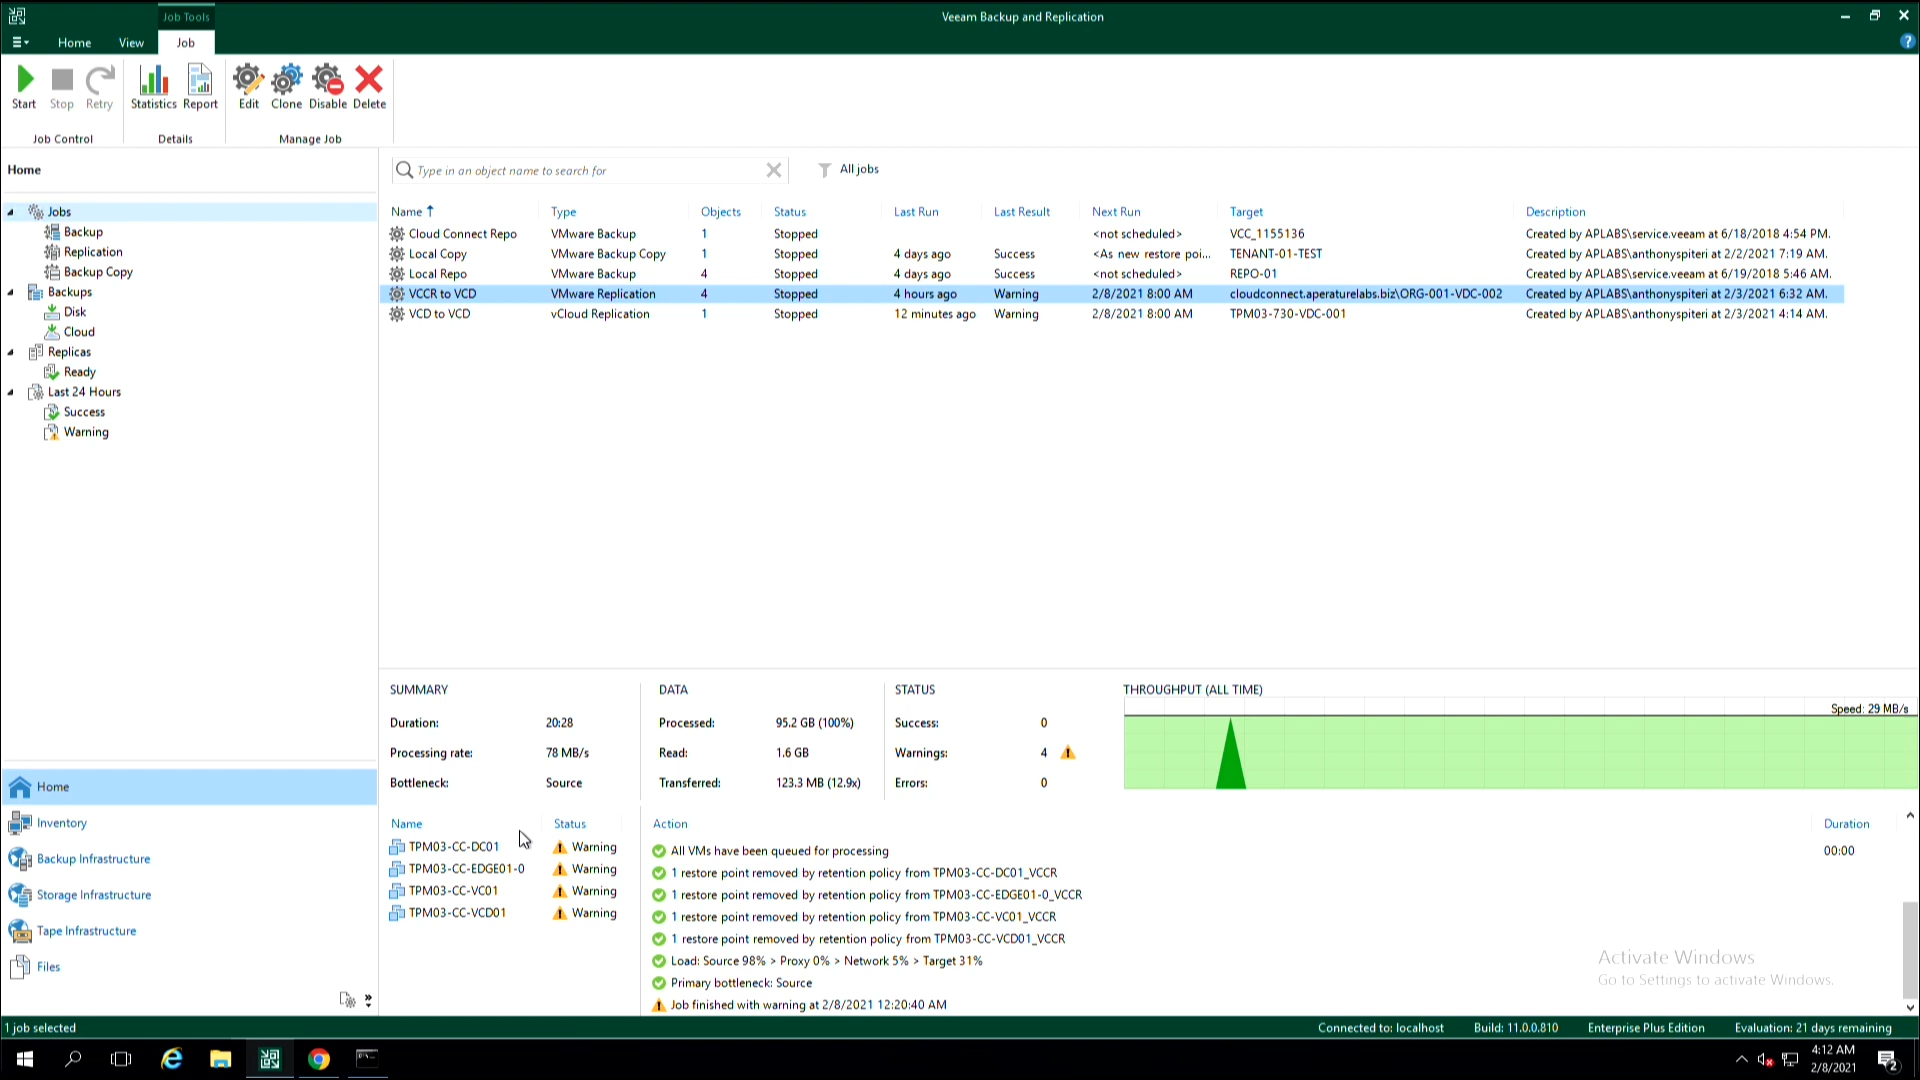 Job Tools
Veeam Backup and Replication
Home View Job
Start Stop Retry Statistics Report Edit Clone Disable Delete
Job Control Details Manage Job
Home
Type in an object name to search for
All jobs
Jobs
Backup
Replication
Backup Copy
Backups
Disk
Cloud
Replicas
Ready
Last 24 Hours
Success
Warning
Name Type Objects Status Last Run Last Result Next Run Target Description
Cloud Connect Repo VMware Backup 1 Stopped <not scheduled> VCC_1155136 Created by APLABS\service.veeam at 6/18/2018 4:54 PM.
Local Copy VMware Backup Copy 1 Stopped 4 days ago Success <As new restore poi... TENANT-01-TEST Created by APLABS\anthonyspiteri at 2/2/2021 7:19 AM.
Local Repo VMware Backup 4 Stopped 4 days ago Success <not scheduled> REPO-01 Created by APLABS\service.veeam at 6/19/2018 5:46 AM.
VCCR to VCD VMware Replication 4 Stopped 4 hours ago Warning 2/8/2021 8:00 AM cloudconnect.aperaturelabs.biz\ORG-001-VDC-002 Created by APLABS\anthonyspiteri at 2/3/2021 6:32 AM.
VCD to VCD vCloud Replication 1 Stopped 12 minutes ago Warning 2/8/2021 8:00 AM TPM03-730-VDC-001 Created by APLABS\anthonyspiteri at 2/3/2021 4:14 AM.
SUMMARY DATA STATUS THROUGHPUT (ALL TIME)
Speed: 29 MB/s
Duration: 20:28 Processed: 95.2 GB (100%) Success: 0
Processing rate: 78 MB/s Read: 1.6 GB Warnings: 4
Bottleneck: Source Transferred: 123.3 MB (12.9x) Errors: 0
Name Status Action Duration
TPM03-CC-DC01 Warning
TPM03-CC-EDGE01-0 Warning
TPM03-CC-VC01 Warning
TPM03-CC-VCD01 Warning
All VMs have been queued for processing 00:00
1 restore point removed by retention policy from TPM03-CC-DC01_VCCR
1 restore point removed by retention policy from TPM03-CC-EDGE01-0_VCCR
1 restore point removed by retention policy from TPM03-CC-VC01_VCCR
1 restore point removed by retention policy from TPM03-CC-VCD01_VCCR
Load: Source 98% > Proxy 0% > Network 5% > Target 31%
Primary bottleneck: Source
Job finished with warning at 2/8/2021 12:20:40 AM
Home
Inventory
Backup Infrastructure
Storage Infrastructure
Tape Infrastructure
Files
Activate Windows
Go to Settings to activate Windows.
1 job selected Connected to: localhost Build: 11.0.0.810 Enterprise Plus Edition Evaluation: 21 days remaining
4:12 AM
2/8/2021
2